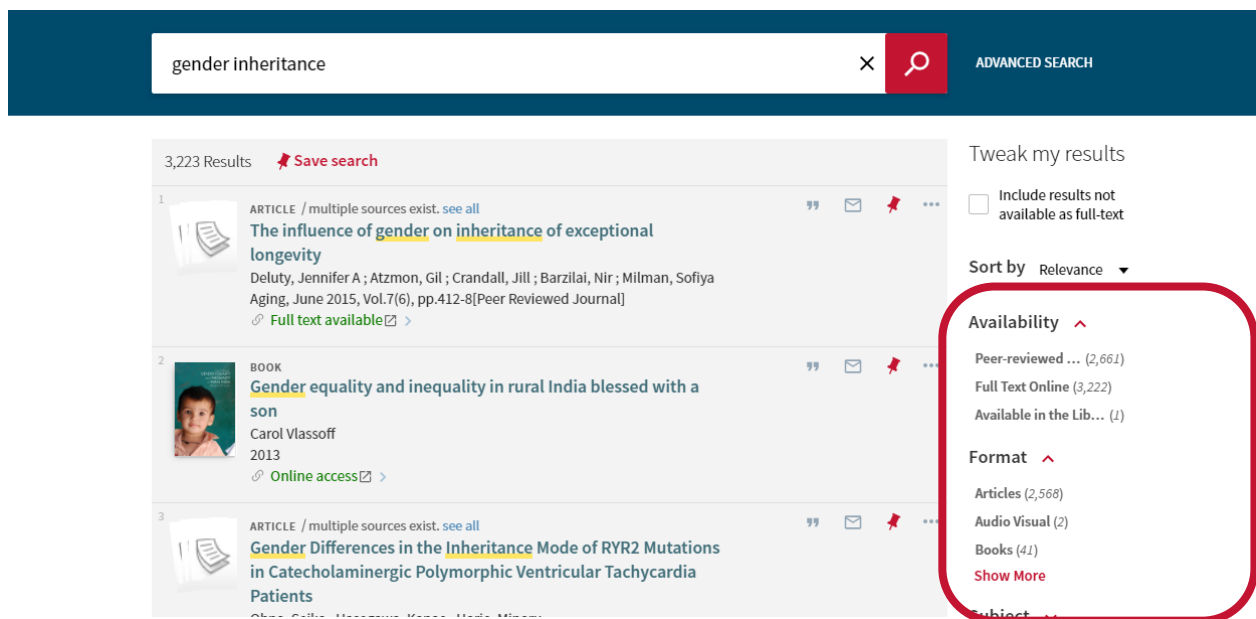 gender inheritance
ADVANCED SEARCH
3,223 Results
Save search
1
ARTICLE / multiple sources exist. see all
The influence of gender on inheritance of exceptional
longevity
Deluty, Jennifer A ; Atzmon, Gil ; Crandall, Jill ; Barzilai, Nir ; Milman, Sofiya
Aging, June 2015, Vol.7(6), pp.412-8[Peer Reviewed Journal]
Full text available >
2
BOOK
Gender equality and inequality in rural India blessed with a
son
Carol Vlassoff
2013
Online access >
3
ARTICLE / multiple sources exist. see all
Gender Differences in the Inheritance Mode of RYR2 Mutations
in Catecholaminergic Polymorphic Ventricular Tachycardia
Patients
Tweak my results
Include results not
available as full-text
Sort by Relevance
Availability
Peer-reviewed ... (2,661)
Full Text Online (3,222)
Available in the Lib... (1)
Format
Articles (2,568)
Audio Visual (2)
Books (41)
Show More
Subject